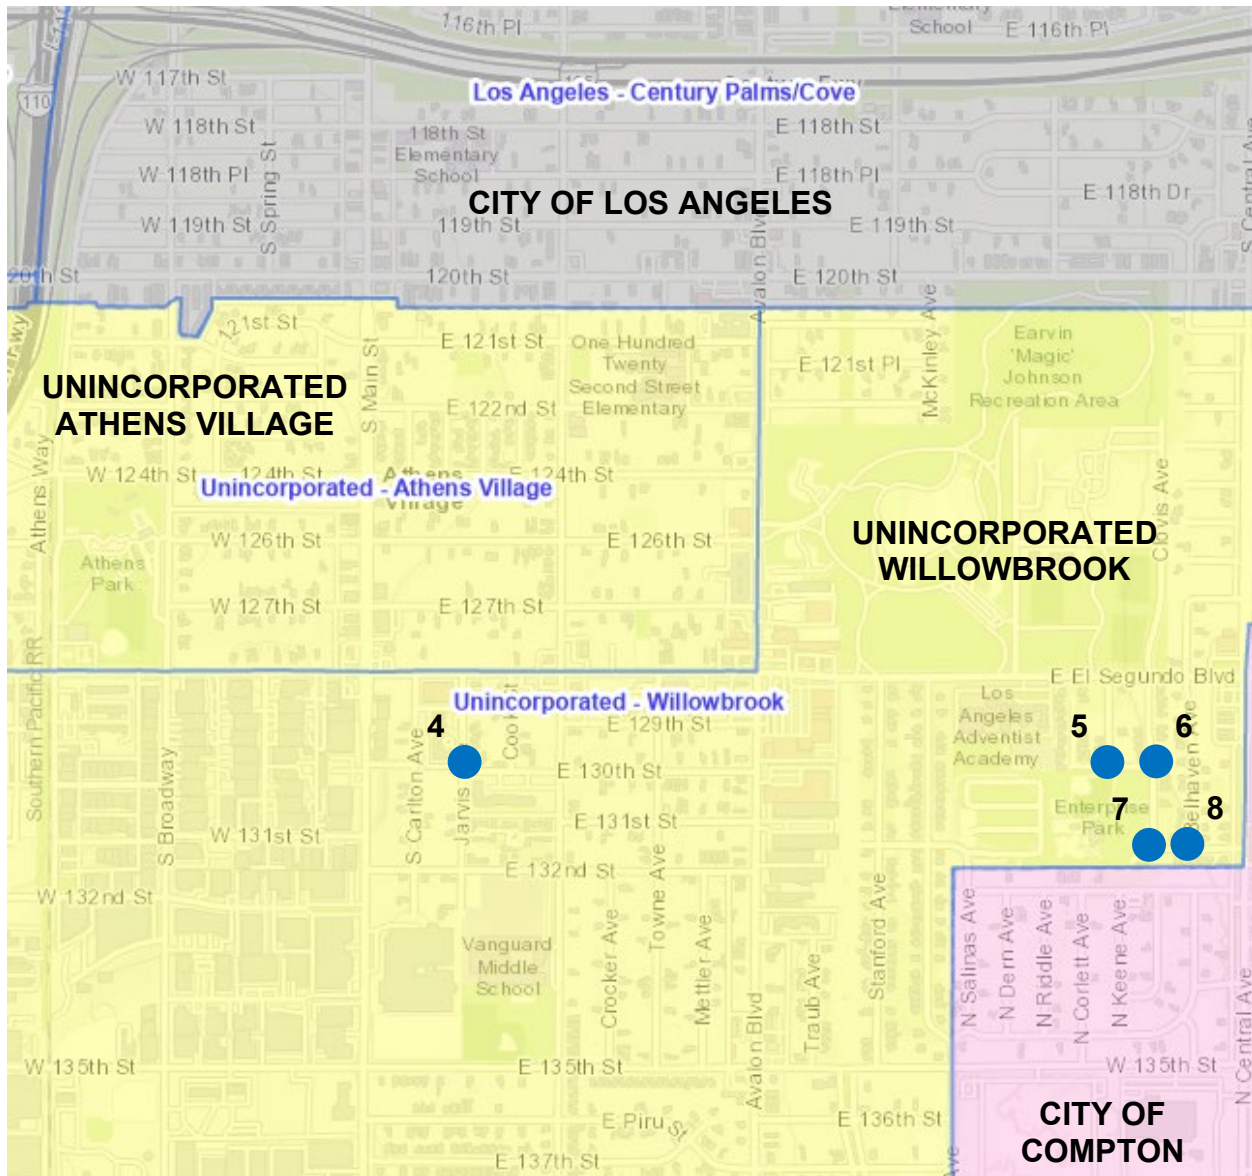 116th Pl
School
E 116th Pl
W 117th St
110
Los Angeles - Century Palms/Cove
W 118th St
118th St
Elementary
School
E 118th St
W 118th Pl
S Spring St
E 118th Pl
E 118th Dr
CITY OF LOS ANGELES
W 119th St
119th St
Avalon Blvd
E 119th St
S Central Ave
120th St
E 120th St
121st St
S Main St
E 121st St
One Hundred
Twenty
Second Street
Elementary
E 121st Pl
McKinley Ave
Earvin
'Magic'
Johnson
Recreation Area
UNINCORPORATED
ATHENS VILLAGE
E 122nd St
W 124th St
124th St
Athens
Village
E 124th St
Unincorporated - Athens Village
Athens Way
W 126th St
E 126th St
Athens
Park
W 127th St
E 127th St
UNINCORPORATED
WILLOWBROOK
Clovis Ave
Southern Pacific RR
Unincorporated - Willowbrook
E El Segundo Blvd
Los
Angeles
Adventist
Academy
4
Cook St
E 129th St
5
6
S Broadway
S Carlton Ave
Jarvis
E 130th St
Belhaven Ave
Enterprise
Park
7
8
W 131st St
E 131st St
W 132nd St
E 132nd St
Vanguard
Middle
School
Crocker Ave
Towne Ave
Mettler Ave
Avalon Blvd
Traub Ave
Stanford Ave
N Salinas Ave
N Dern Ave
N Riddle Ave
N Corlett Ave
N Keene Ave
N Central Ave
W 135th St
E 135th St
W 135th St
E Piru St
E 136th St
E 137th St
CITY OF
COMPTON